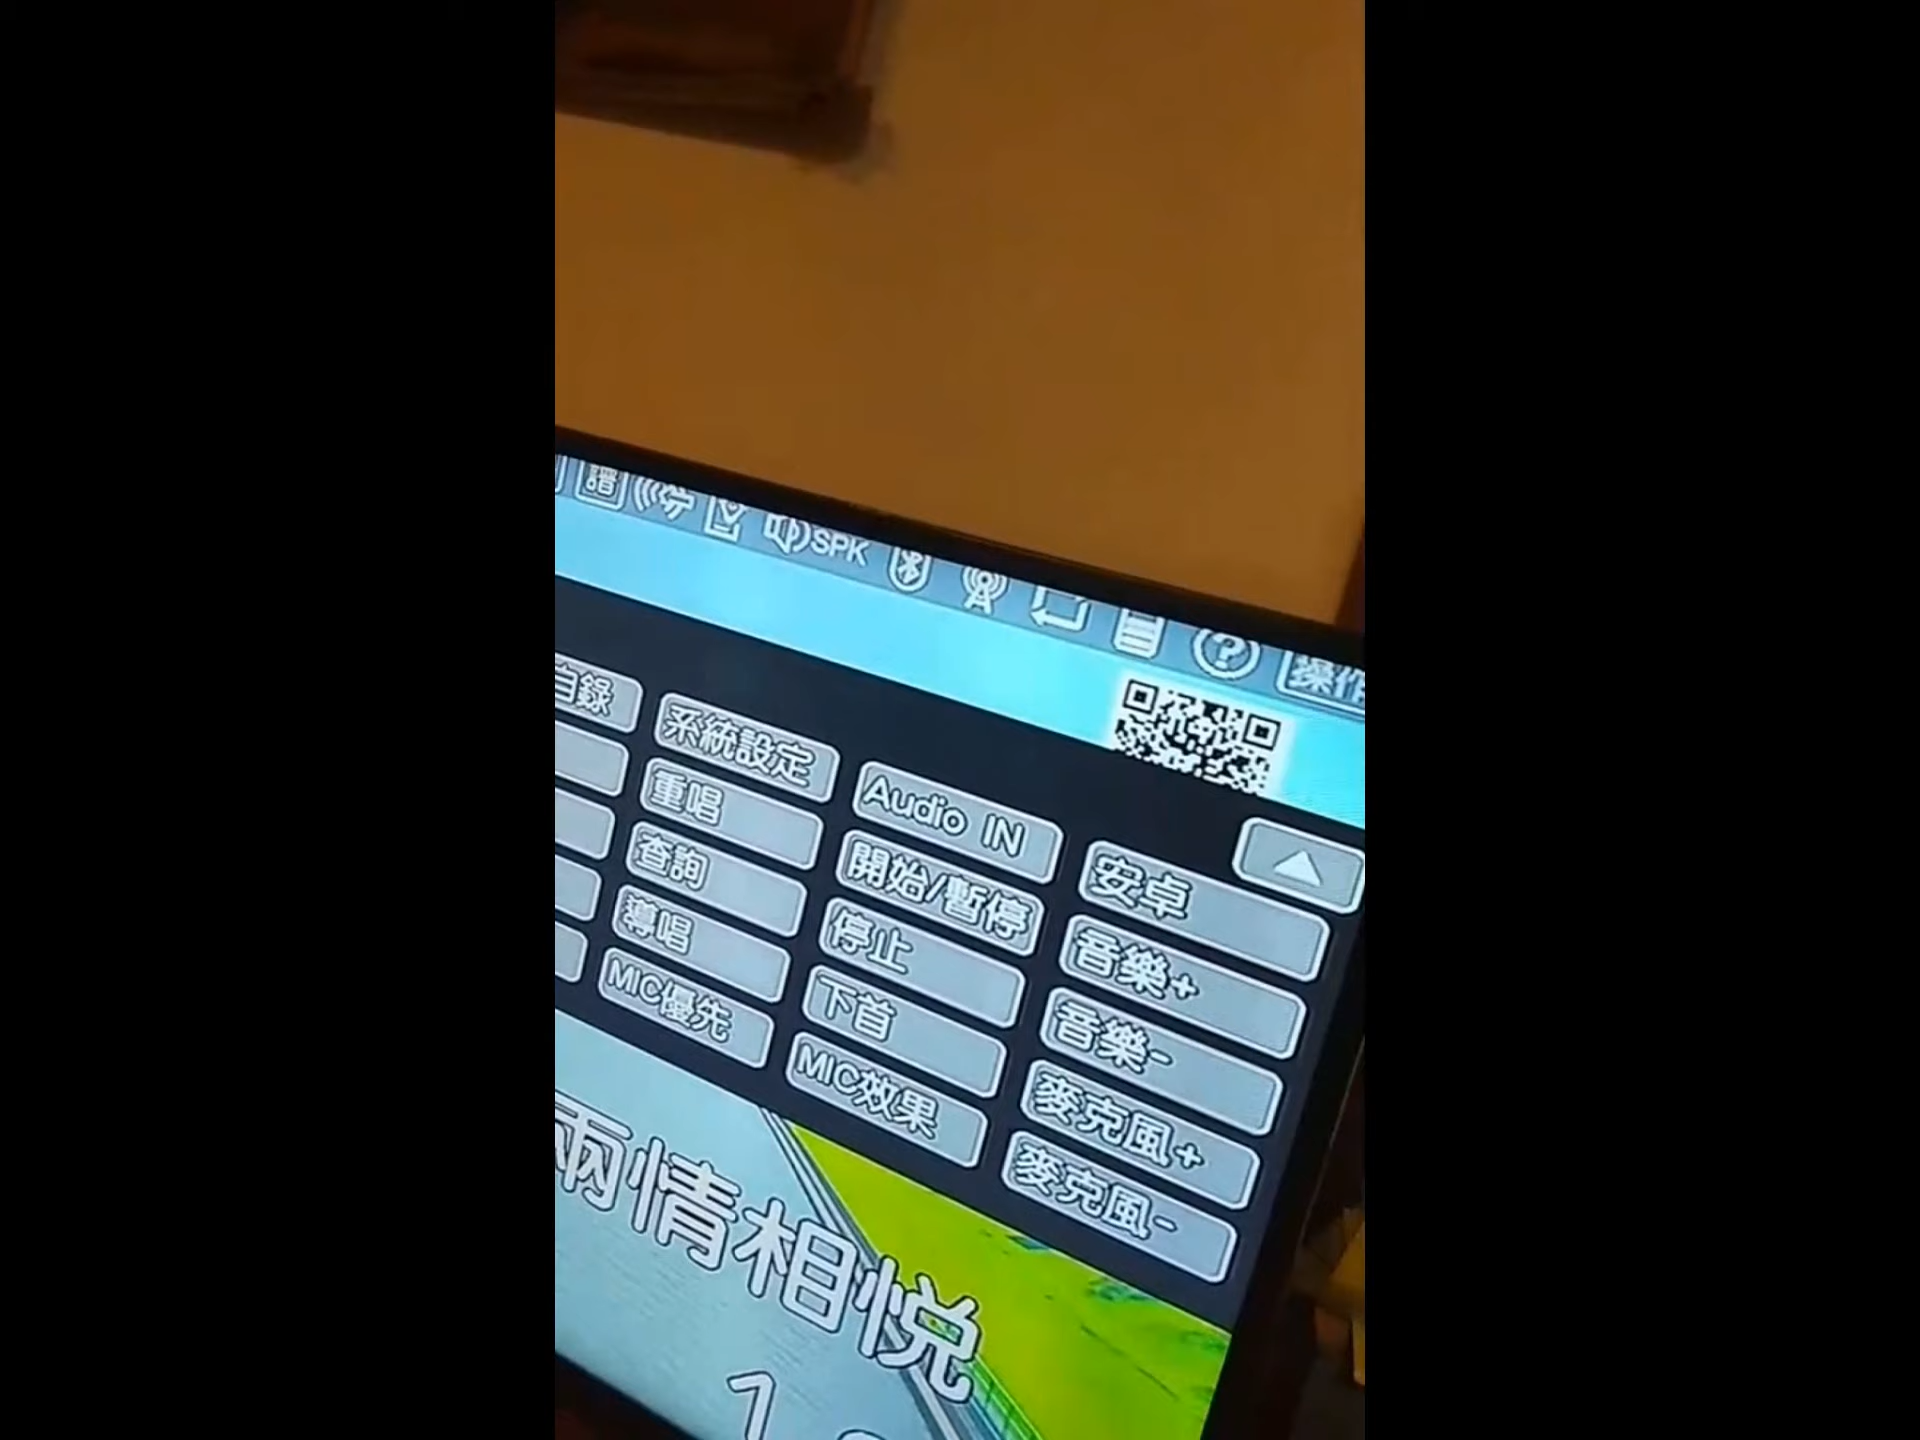 譜
SPK
?
操作
自錄
系統設定
Audio IN
安卓
重唱
開始/暫停
音樂+
查詢
停止
音樂-
導唱
下首
麥克風+
MIC優先
MIC效果
麥克風-
兩情相悅
1